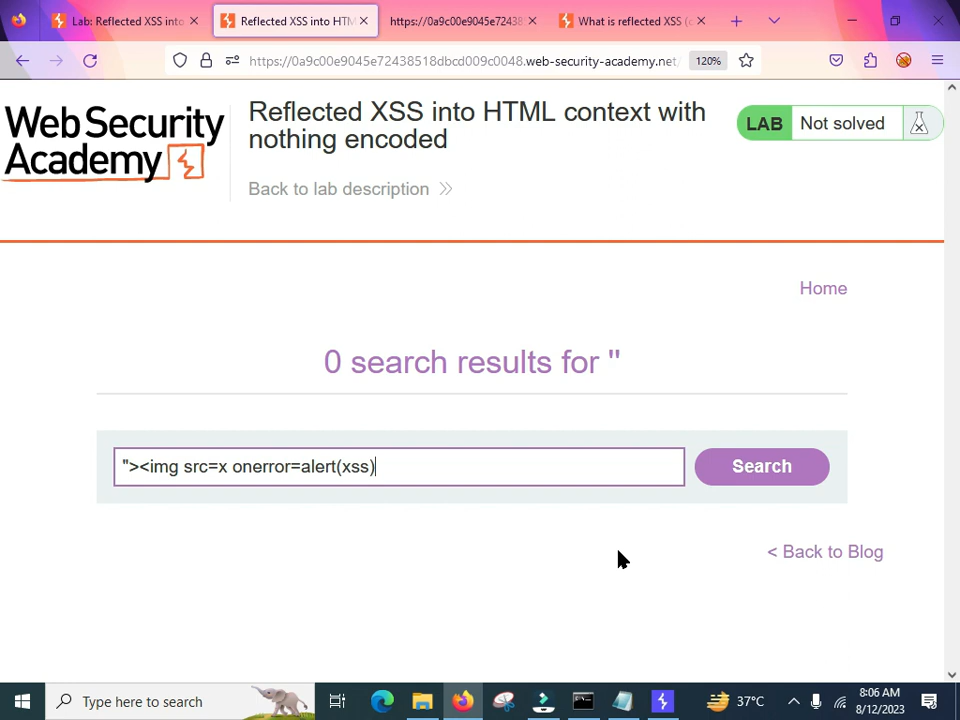 Lab: Reflected XSS into
Reflected XSS into HTM
https://0a9c00e9045e72438
What is reflected XSS (
https://0a9c00e9045e72438518dbcd009c0048.web-security-academy.net/
120%
Web Security
Academy
Reflected XSS into HTML context with
nothing encoded
Back to lab description
LAB
Not solved
Home
0 search results for ''
"><img src=x onerror=alert(xss)
Search
< Back to Blog
Type here to search
37°C
8:06 AM
8/12/2023